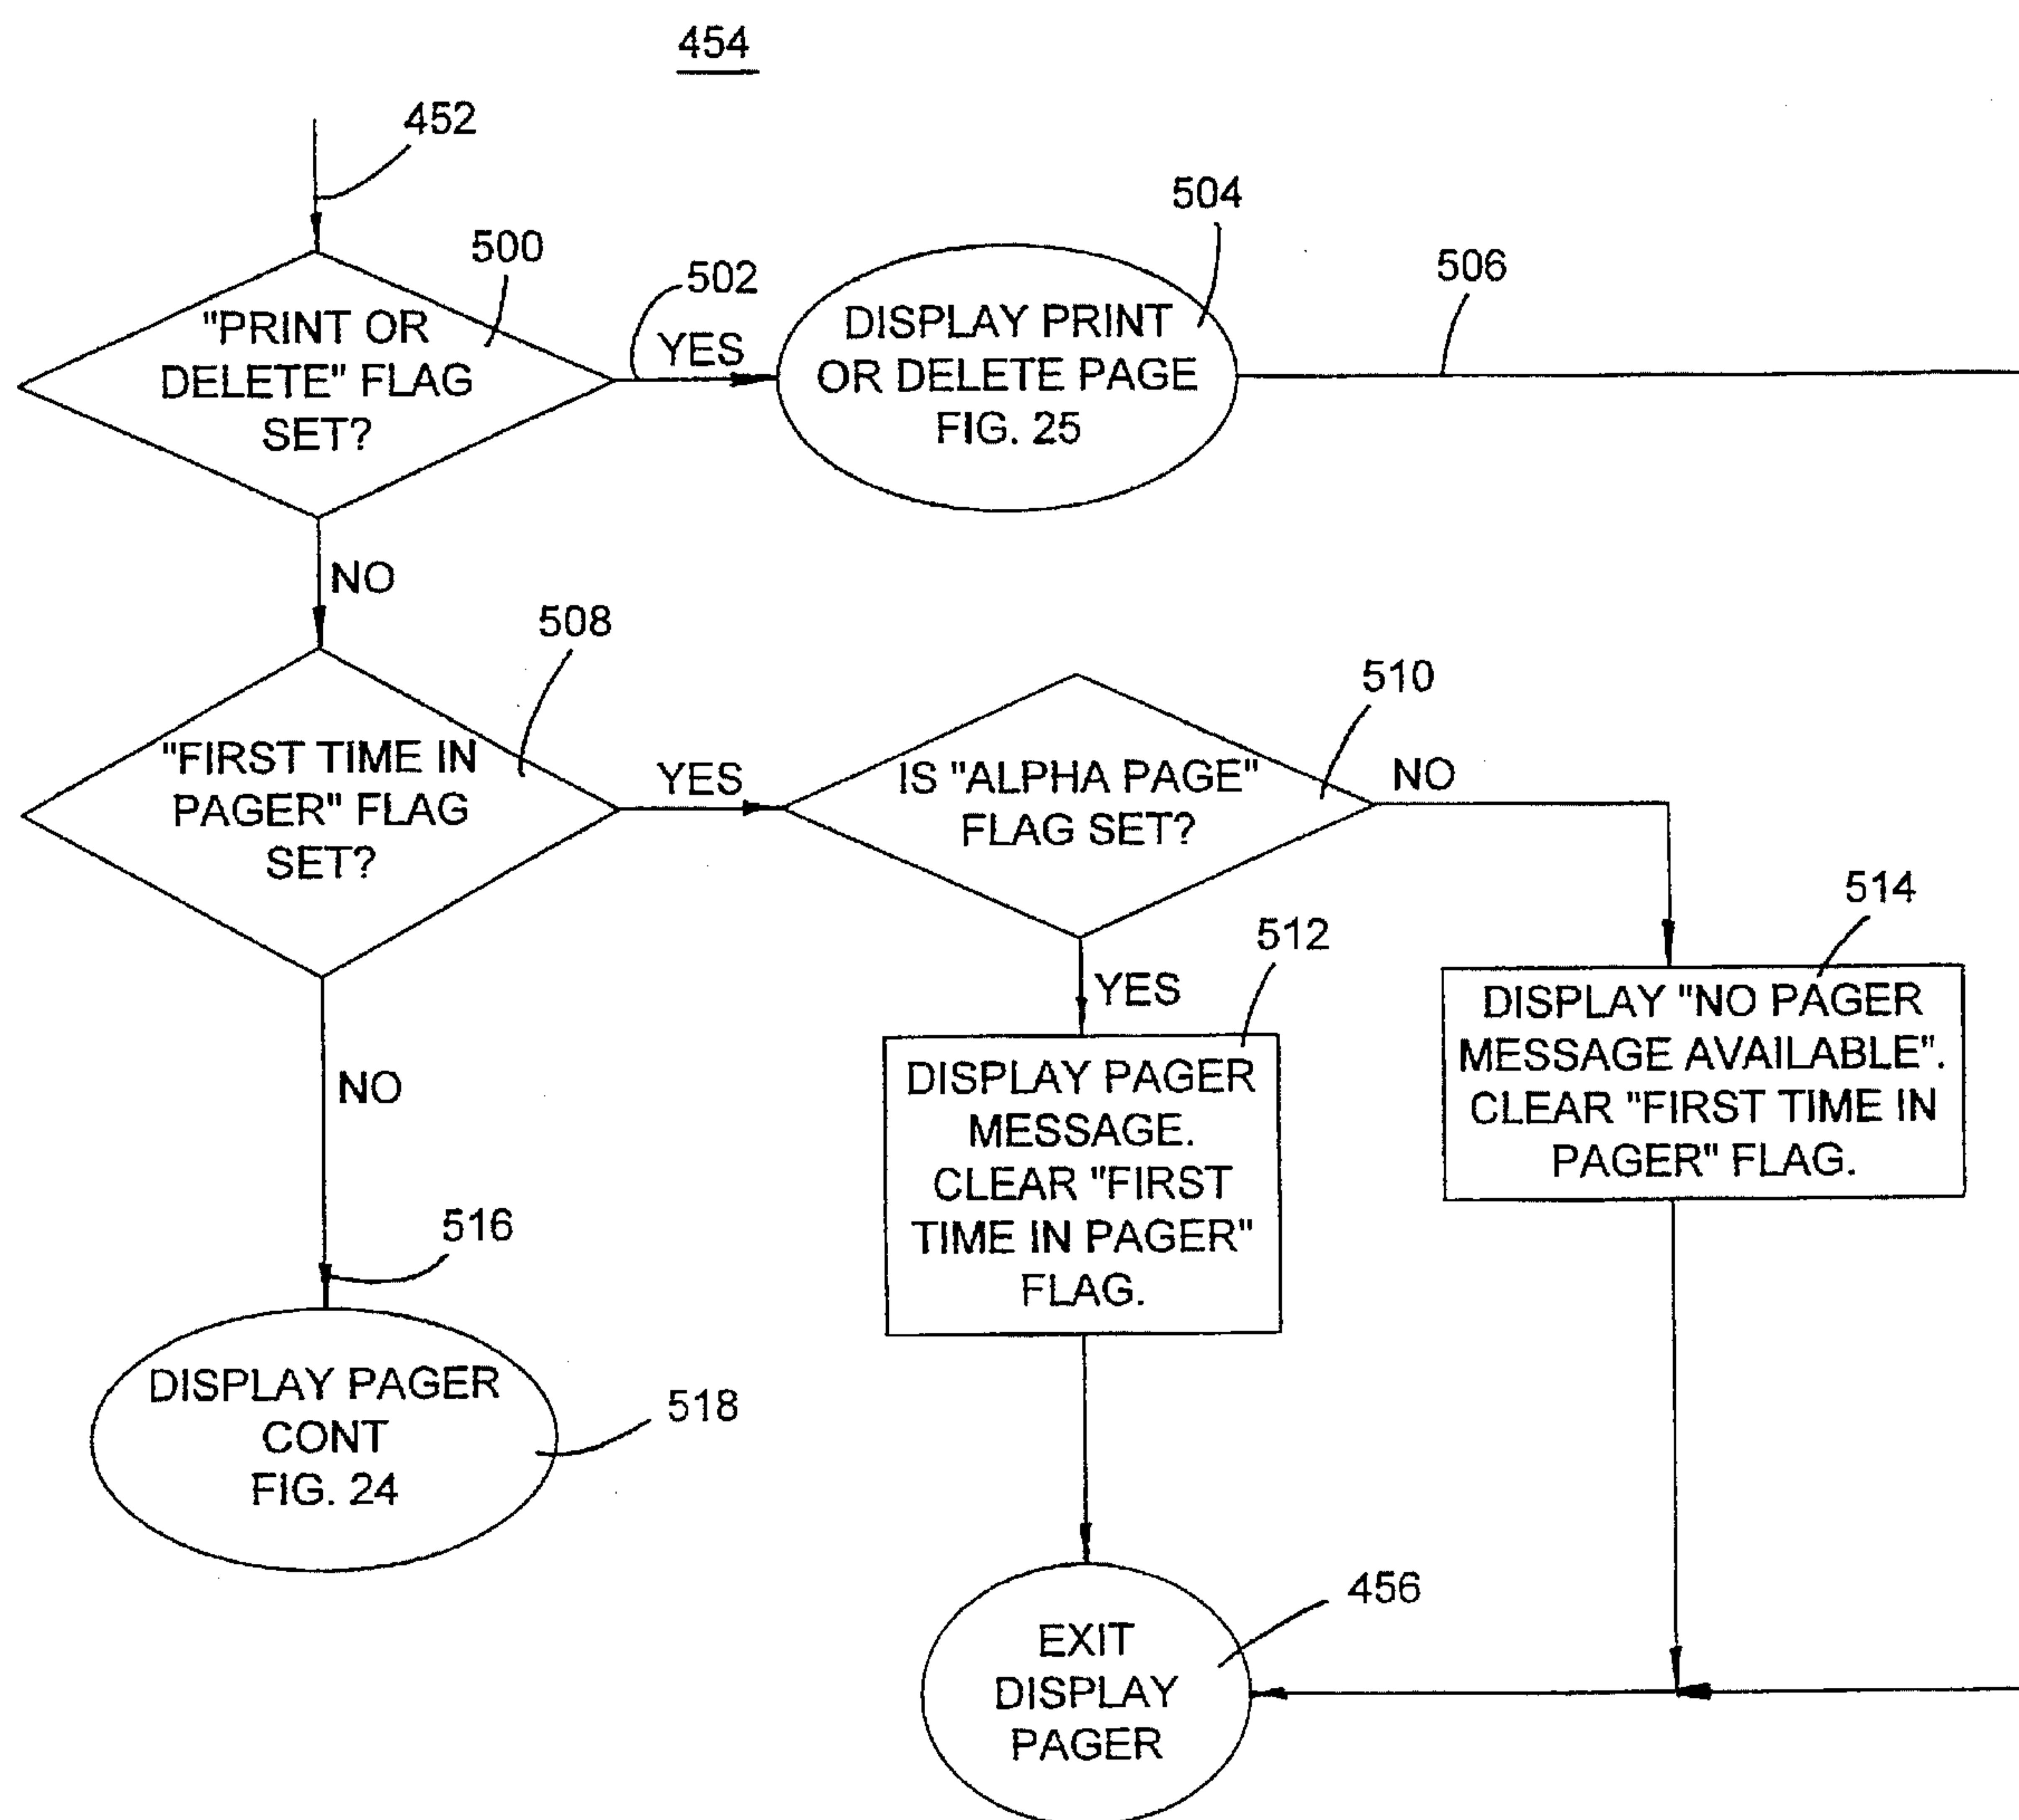 454
452
500
502
504
506
"PRINT OR
DELETE" FLAG
SET?
YES
DISPLAY PRINT
OR DELETE PAGE
FIG. 25
NO
508
510
"FIRST TIME IN
PAGER" FLAG
SET?
YES
IS "ALPHA PAGE"
FLAG SET?
NO
512
514
YES
DISPLAY "NO PAGER
MESSAGE AVAILABLE".
CLEAR "FIRST TIME IN
PAGER" FLAG.
NO
DISPLAY PAGER
MESSAGE.
CLEAR "FIRST
TIME IN PAGER"
FLAG.
516
DISPLAY PAGER
CONT
FIG. 24
518
456
EXIT
DISPLAY
PAGER